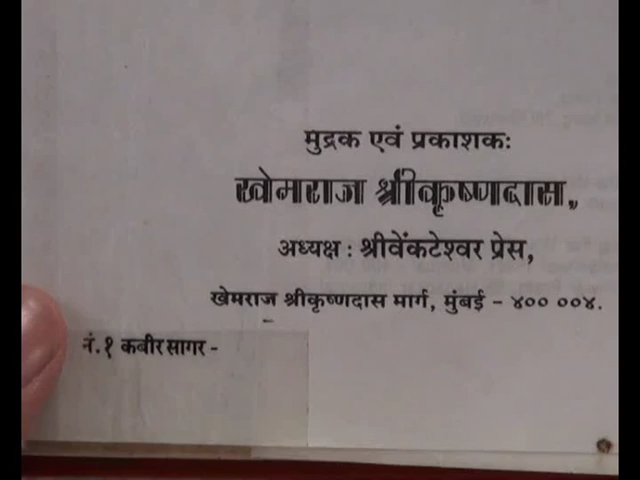 मुद्रक एवं प्रकाशक:
खेमराज श्रीकृष्णदास,
अध्यक्ष : श्रीवेंकटेश्वर प्रेस,
खेमराज श्रीकृष्णदास मार्ग, मुंबई - ४०० ००४.
नं.१ कबीर सागर -